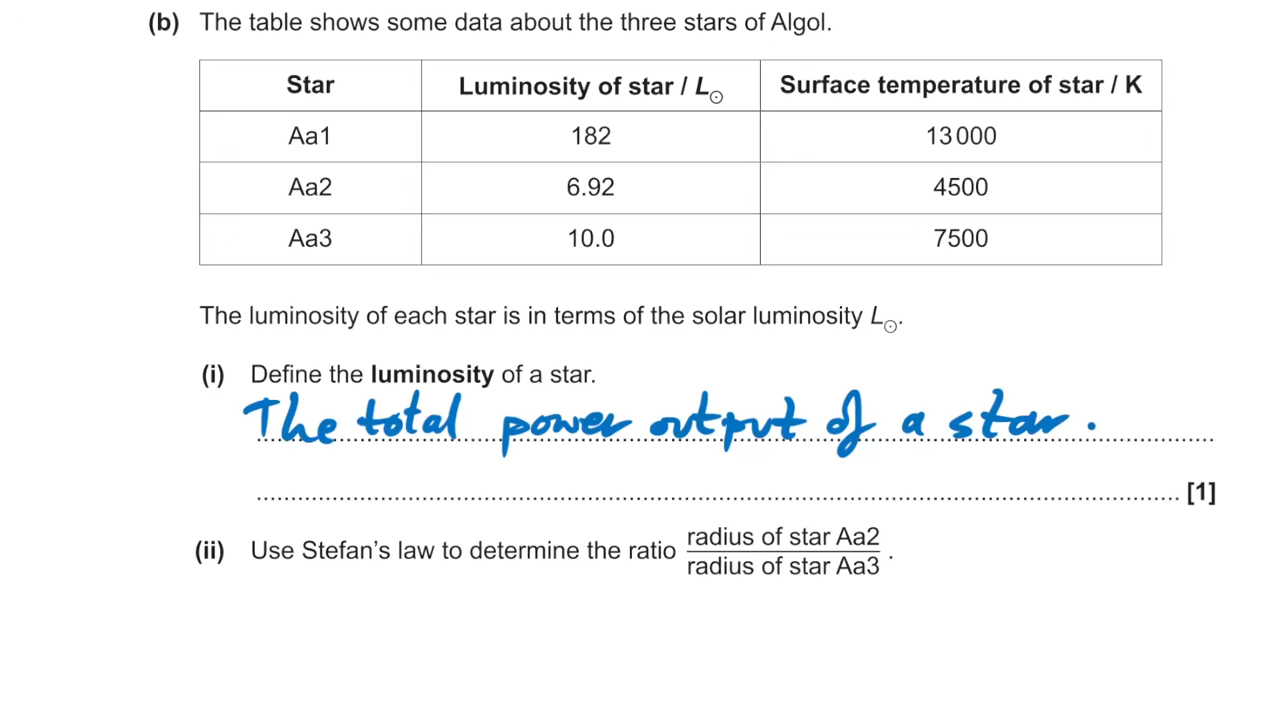 (b) The table shows some data about the three stars of Algol.
Star Luminosity of star / L⊙ Surface temperature of star / K
Aa1 182 13 000
Aa2 6.92 4500
Aa3 10.0 7500
The luminosity of each star is in terms of the solar luminosity L⊙.
(i) Define the luminosity of a star.
The total power output of a star.
[1]
(ii) Use Stefan's law to determine the ratio radius of star Aa2 / radius of star Aa3 .